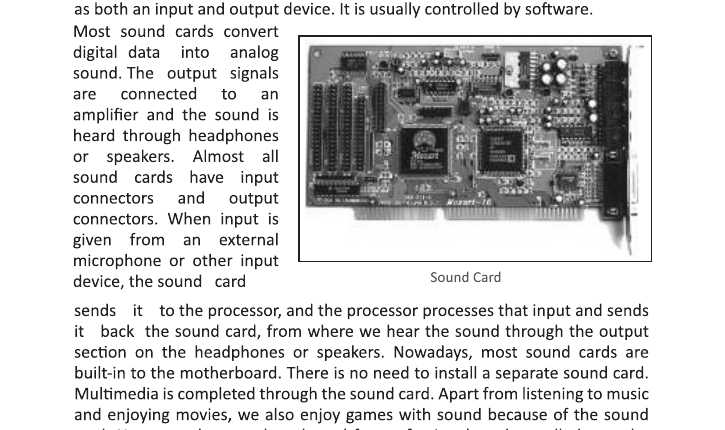 as both an input and output device. It is usually controlled by software.
Most sound cards convert
digital data into analog
sound. The output signals
are connected to an
amplifier and the sound is
heard through headphones
or speakers. Almost all
sound cards have input
connectors and output
connectors. When input is
given from an external
microphone or other input
device, the sound card
Mozart
Mozart-16
Sound Card
sends it to the processor, and the processor processes that input and sends
it back the sound card, from where we hear the sound through the output
section on the headphones or speakers. Nowadays, most sound cards are
built-in to the motherboard. There is no need to install a separate sound card.
Multimedia is completed through the sound card. Apart from listening to music
and enjoying movies, we also enjoy games with sound because of the sound